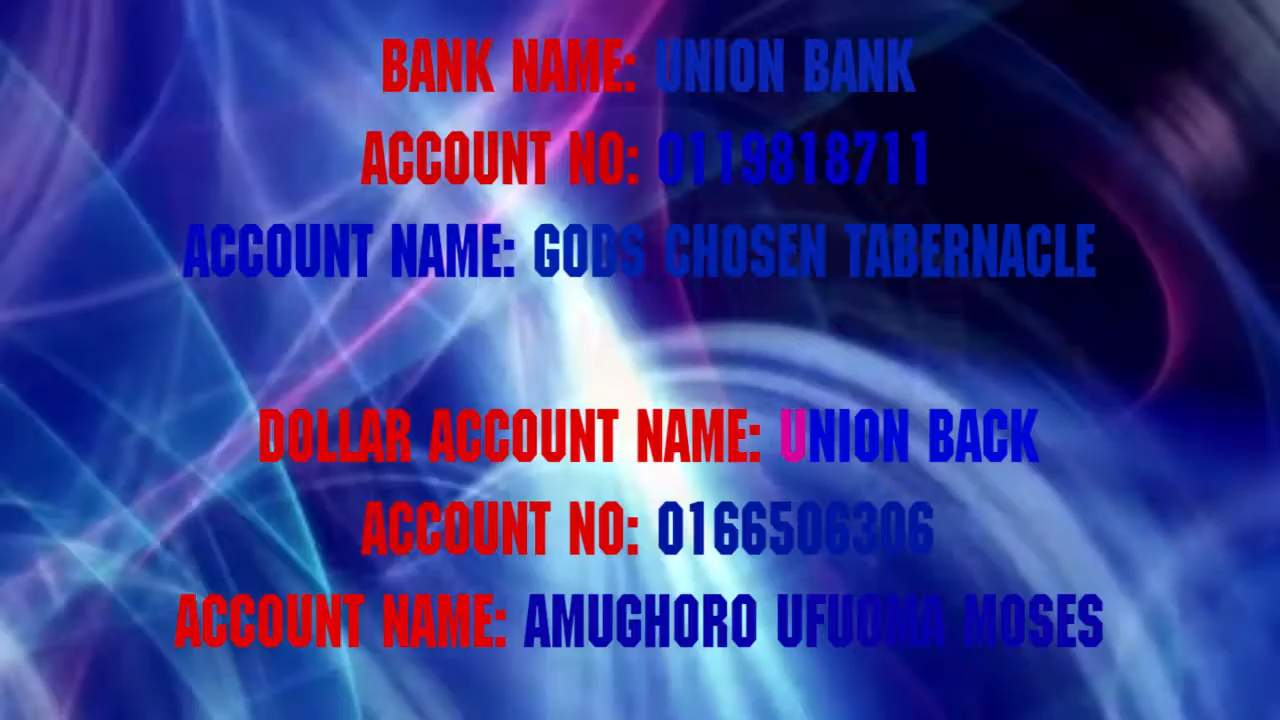 BANK NAME: UNION BANK
ACCOUNT NO: 0119818711
ACCOUNT NAME: GODS CHOSEN TABERNACLE
DOLLAR ACCOUNT NAME: UNION BACK
ACCOUNT NO: 0166506306
ACCOUNT NAME: AMUGHORO UFUOMA MOSES